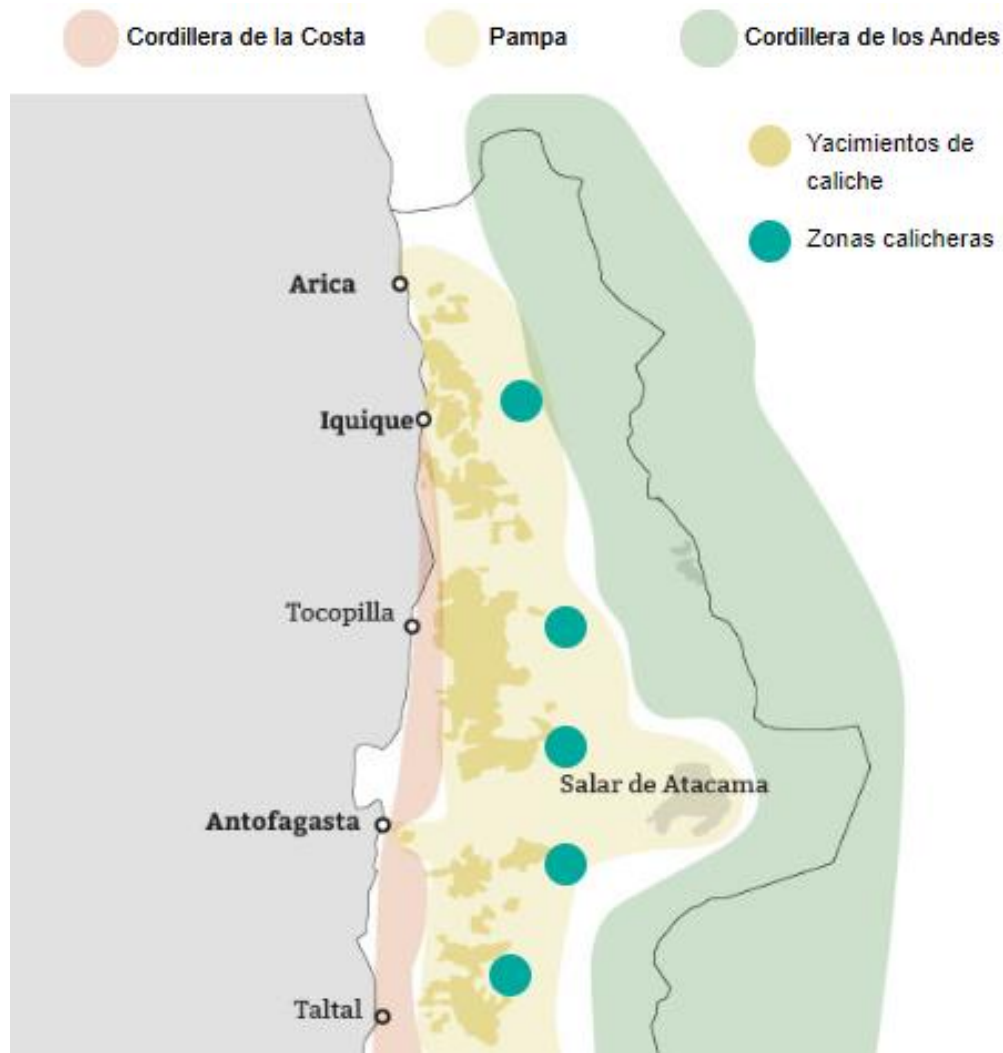 Cordillera de la Costa
Pampa
Cordillera de los Andes
Yacimientos de
caliche
Zonas calicheras
Arica
Iquique
Tocopilla
Salar de Atacama
Antofagasta
Taltal